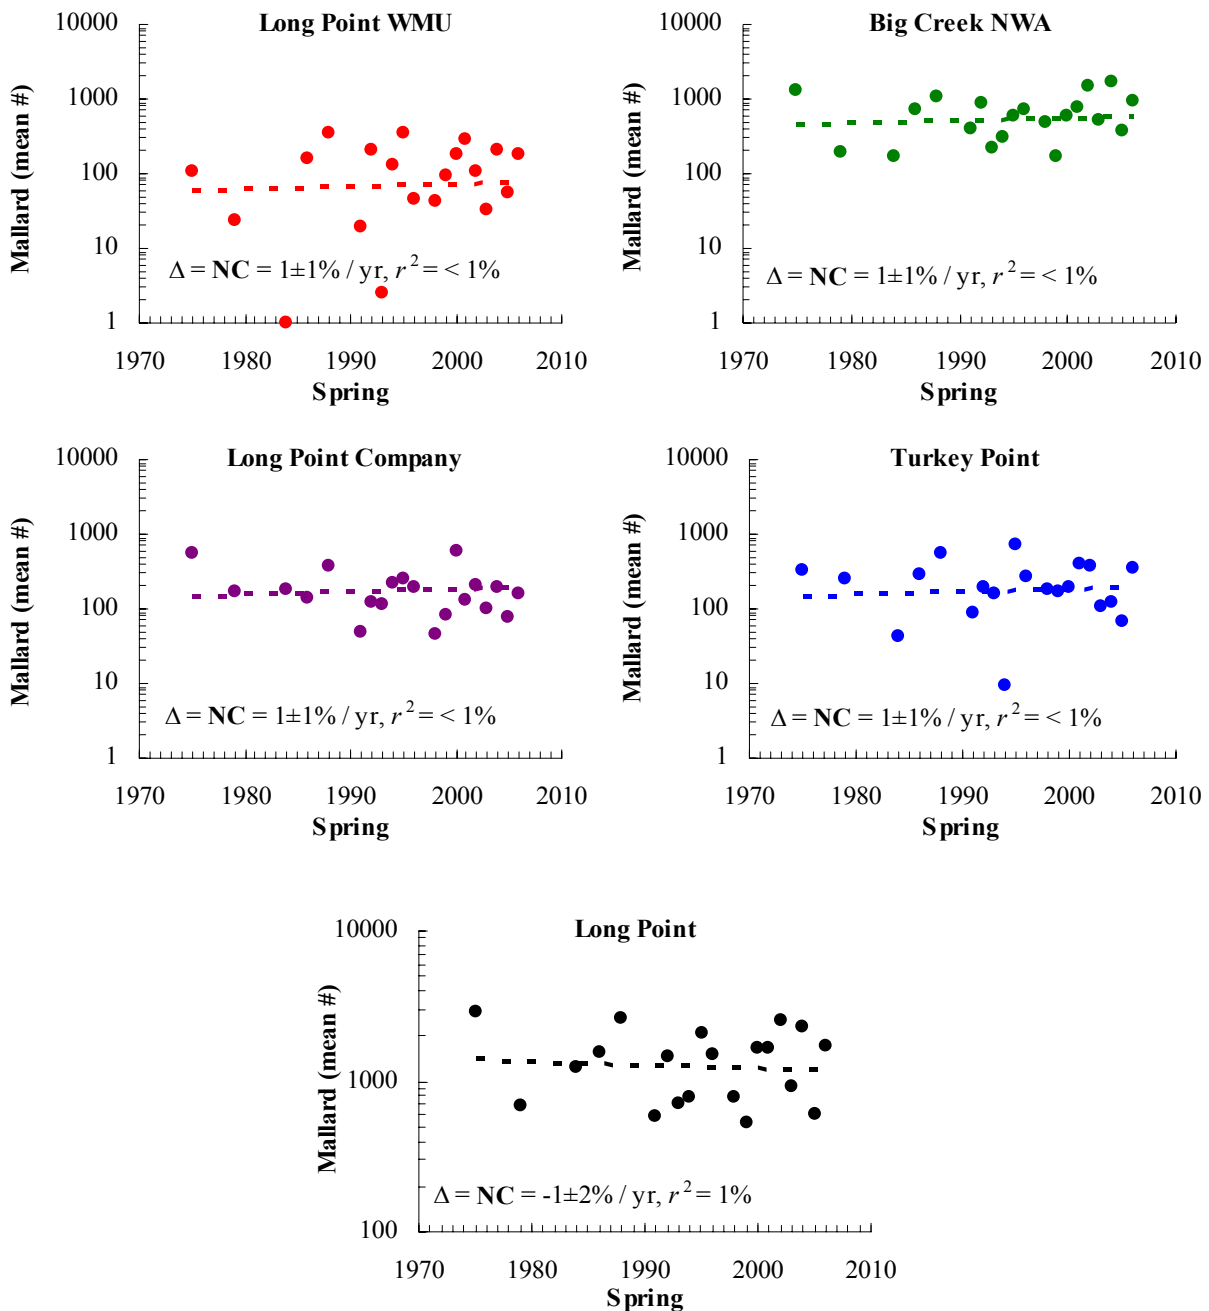 Long Point WMU
Mallard (mean #)
10000
1000
100
10
1
Δ = NC = 1±1% / yr, r² = < 1%
1970 1980 1990 2000 2010
Spring
Big Creek NWA
Mallard (mean #)
10000
1000
100
10
1
Δ = NC = 1±1% / yr, r² = < 1%
1970 1980 1990 2000 2010
Spring
Long Point Company
Mallard (mean #)
10000
1000
100
10
1
Δ = NC = 1±1% / yr, r² = < 1%
1970 1980 1990 2000 2010
Spring
Turkey Point
Mallard (mean #)
10000
1000
100
10
1
Δ = NC = 1±1% / yr, r² = < 1%
1970 1980 1990 2000 2010
Spring
Long Point
Mallard (mean #)
10000
1000
100
Δ = NC = -1±2% / yr, r² = 1%
1970 1980 1990 2000 2010
Spring